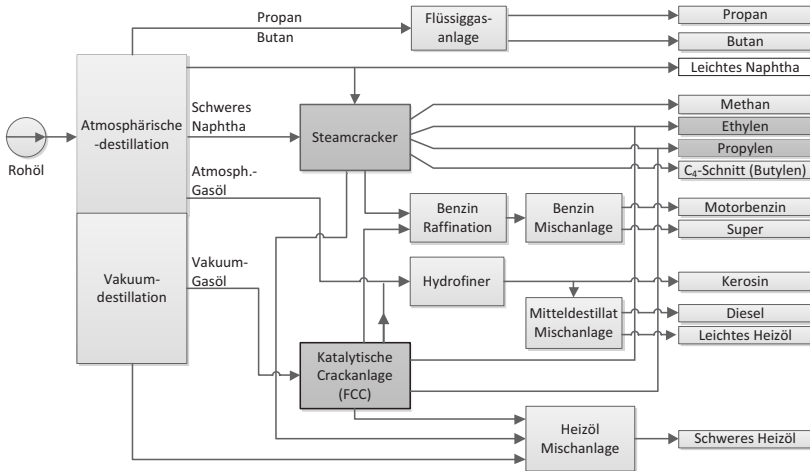 Propan
Butan
Flüssiggas-
anlage
Propan
Butan
Leichtes Naphtha
Rohöl
Atmosphärische
-destillation
Schweres
Naphtha
Steamcracker
Methan
Ethylen
Propylen
C₄-Schnitt (Butylen)
Atmosph.-
Gasöl
Benzin
Raffination
Benzin
Mischanlage
Motorbenzin
Super
Vakuum-
destillation
Vakuum-
Gasöl
Hydrofiner
Kerosin
Mitteldestillat
Mischanlage
Diesel
Leichtes Heizöl
Katalytische
Crackanlage
(FCC)
Heizöl
Mischanlage
Schweres Heizöl